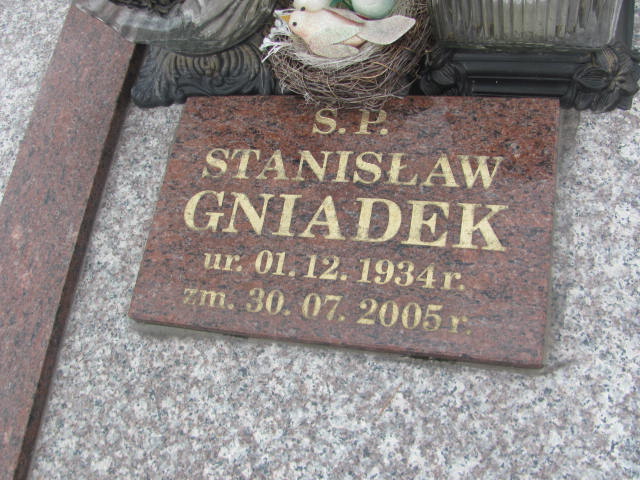 Ś.P.
STANISŁAW
GNIADEK
ur. 01.12.1934 r.
zm. 30.07.2005 r.